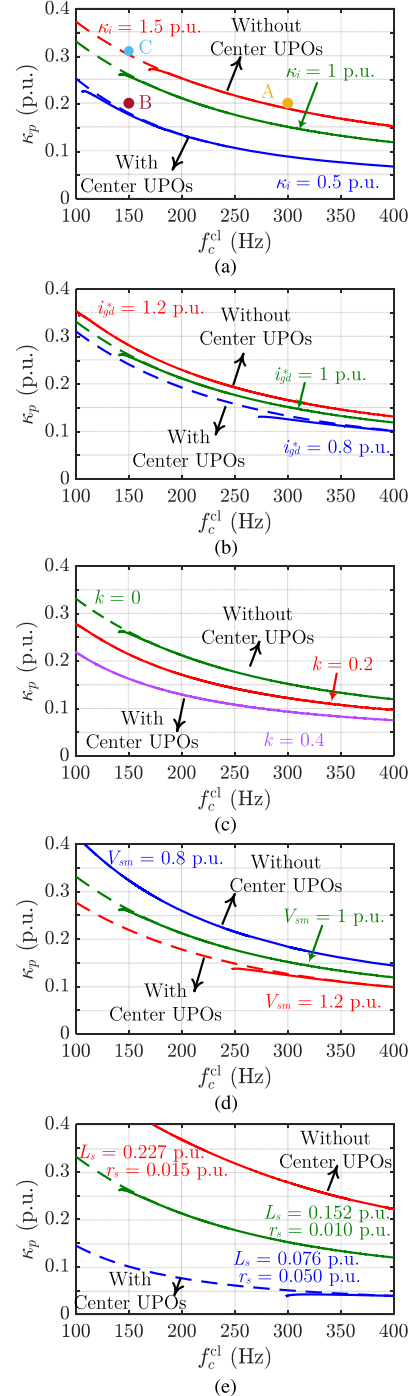 0.4
0.3
0.2
0.1
0
κ_p (p.u.)
κ_i = 1.5 p.u.
Without
Center UPOs
C
κ_i = 1 p.u.
A
B
With
Center UPOs
κ_i = 0.5 p.u.
100 150 200 250 300 350 400
f_c^cl (Hz)
(a)
0.4
0.3
0.2
0.1
0
κ_p (p.u.)
i*_gd = 1.2 p.u.
Without
Center UPOs
i*_gd = 1 p.u.
With
Center UPOs
i*_gd = 0.8 p.u.
100 150 200 250 300 350 400
f_c^cl (Hz)
(b)
0.4
0.3
0.2
0.1
0
κ_p (p.u.)
k = 0
Without
Center UPOs
k = 0.2
With
Center UPOs
k = 0.4
100 150 200 250 300 350 400
f_c^cl (Hz)
(c)
0.4
0.3
0.2
0.1
0
κ_p (p.u.)
V_sm = 0.8 p.u.
Without
Center UPOs
V_sm = 1 p.u.
With
Center UPOs
V_sm = 1.2 p.u.
100 150 200 250 300 350 400
f_c^cl (Hz)
(d)
0.4
0.3
0.2
0.1
0
κ_p (p.u.)
L_s = 0.227 p.u.
r_s = 0.015 p.u.
Without
Center UPOs
L_s = 0.152 p.u.
r_s = 0.010 p.u.
L_s = 0.076 p.u.
r_s = 0.050 p.u.
With
Center UPOs
100 150 200 250 300 350 400
f_c^cl (Hz)
(e)